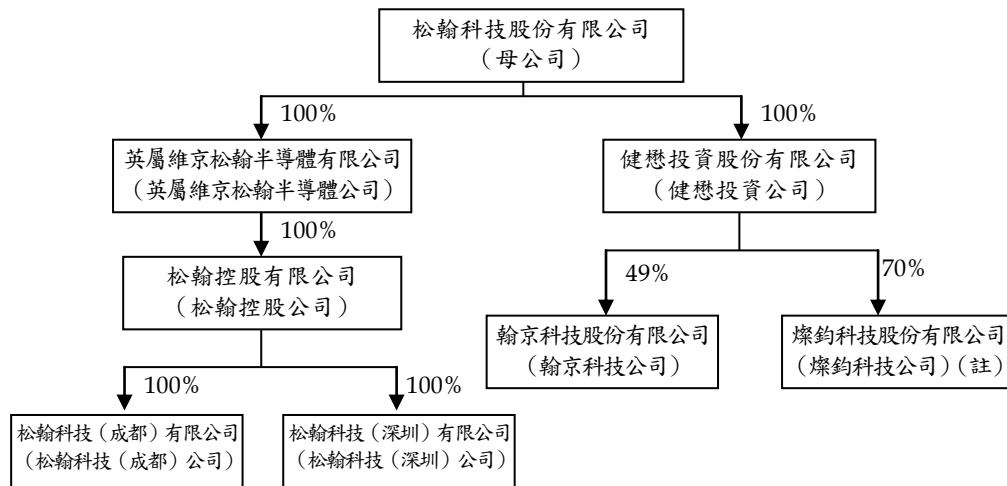 松翰科技股份有限公司
（母公司）
100%
100%
英屬維京松翰半導體有限公司
（英屬維京松翰半導體公司）
健懋投資股份有限公司
（健懋投資公司）
100%
49%
70%
松翰控股有限公司
（松翰控股公司）
翰京科技股份有限公司
（翰京科技公司）
燦鈞科技股份有限公司
（燦鈞科技公司）（註）
100%
100%
松翰科技（成都）有限公司
（松翰科技（成都）公司）
松翰科技（深圳）有限公司
（松翰科技（深圳）公司）